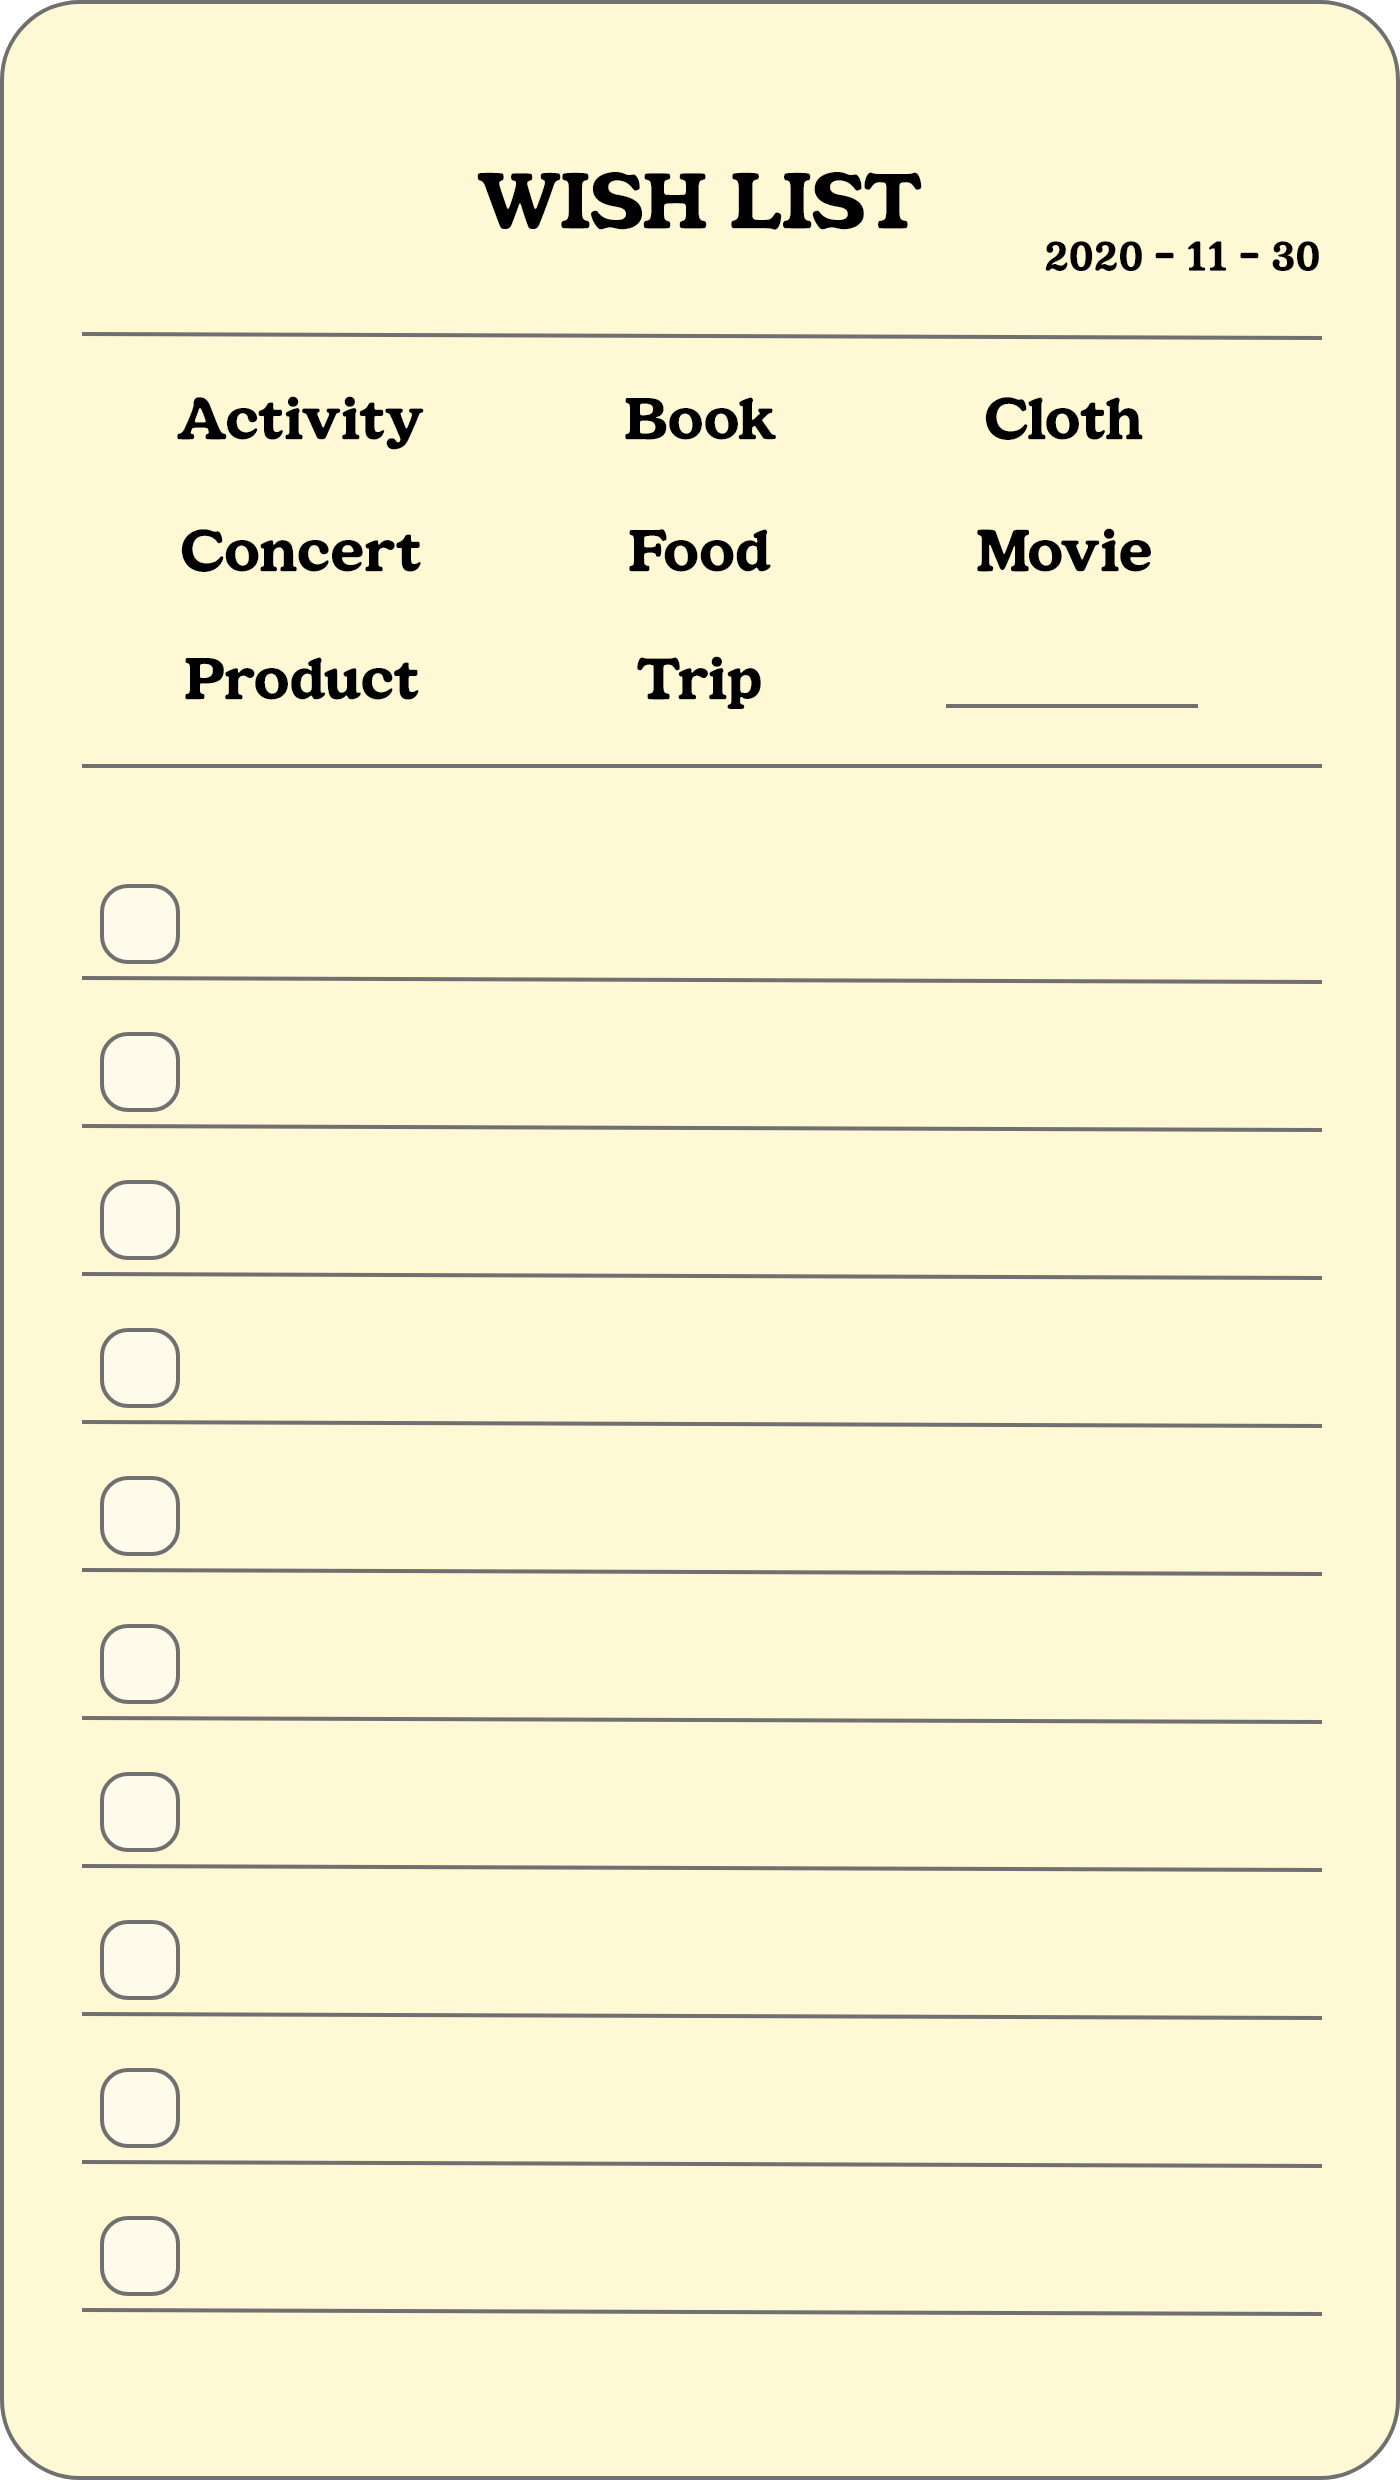 WISH LIST
2020 - 11 - 30
Activity Book Cloth
Concert Food Movie
Product Trip